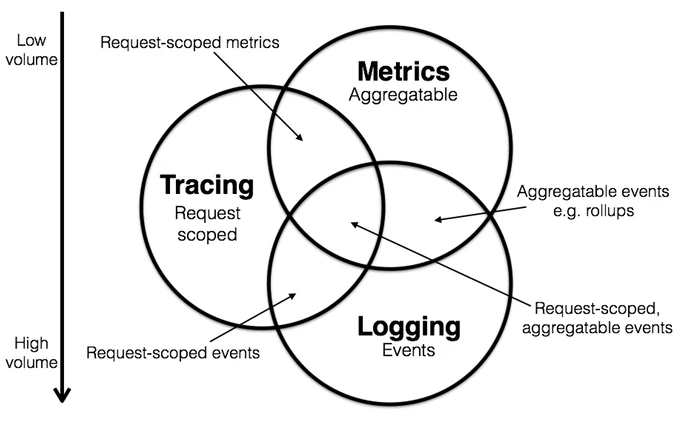 Low
volume
Request-scoped metrics
Metrics
Aggregatable
Tracing
Request
scoped
Aggregatable events
e.g. rollups
Request-scoped,
aggregatable events
Logging
Events
High
volume
Request-scoped events